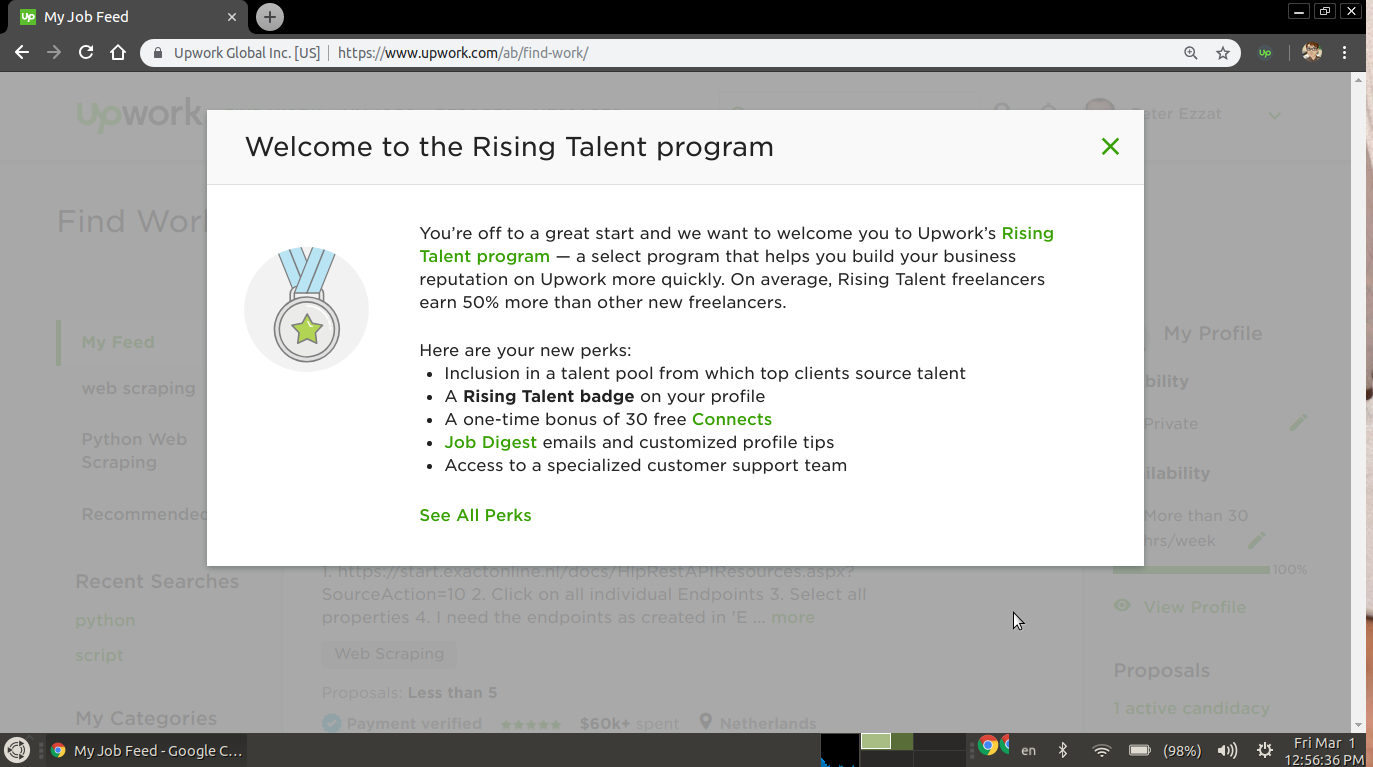 My Job Feed
Upwork Global Inc. [US]
https://www.upwork.com/ab/find-work/
upwork
Peter Ezzat
Welcome to the Rising Talent program
Find Work
You're off to a great start and we want to welcome you to Upwork's Rising
Talent program — a select program that helps you build your business
reputation on Upwork more quickly. On average, Rising Talent freelancers
earn 50% more than other new freelancers.
Here are your new perks:
• Inclusion in a talent pool from which top clients source talent
• A Rising Talent badge on your profile
• A one-time bonus of 30 free Connects
• Job Digest emails and customized profile tips
• Access to a specialized customer support team
See All Perks
My Feed
web scraping
Python Web
Scraping
Recommended
Recent Searches
python
script
My Categories
1. https://start.exactonline.nl/docs/HlpRestAPIResources.aspx?
SourceAction=10 2. Click on all individual Endpoints 3. Select all
properties 4. I need the endpoints as created in 'E ... more
Web Scraping
Proposals: Less than 5
Payment verified
$60k+ spent
Netherlands
My Profile
bility
Private
ilability
More than 30
hrs/week
100%
View Profile
Proposals
1 active candidacy
My Job Feed - Google C...
en
(98%)
Fri Mar 1
12:56:36 PM